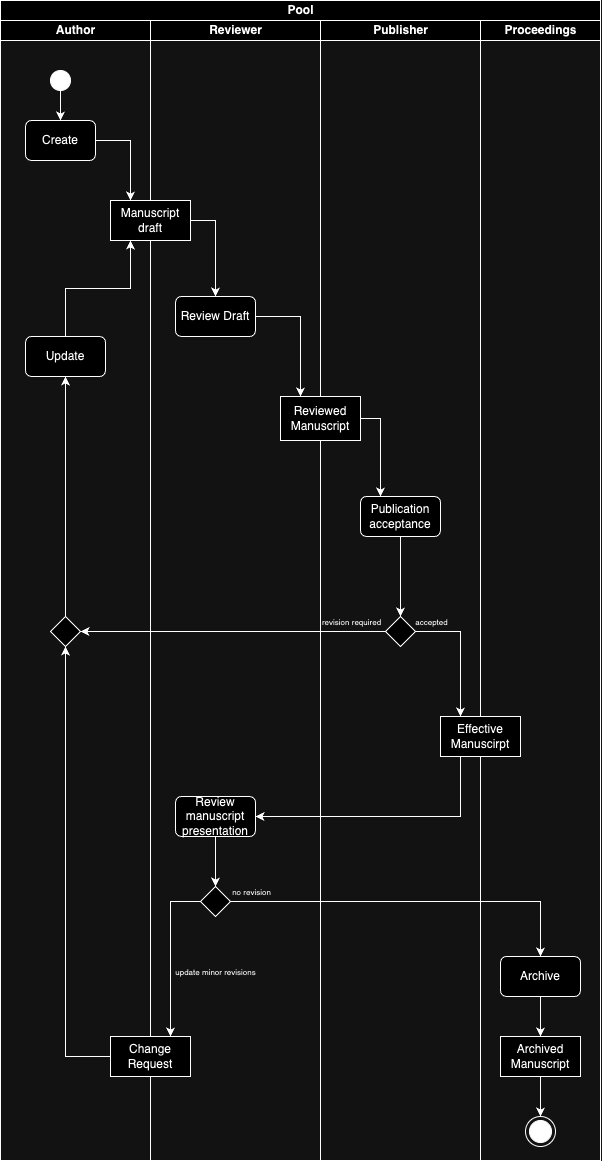 Pool
Author
Reviewer
Publisher
Proceedings
Create
Manuscript
draft
Review Draft
Update
Reviewed
Manuscript
Publication
acceptance
revision required
accepted
Effective
Manuscirpt
Review
manuscript
presentation
no revision
update minor revisions
Archive
Change
Request
Archived
Manuscript